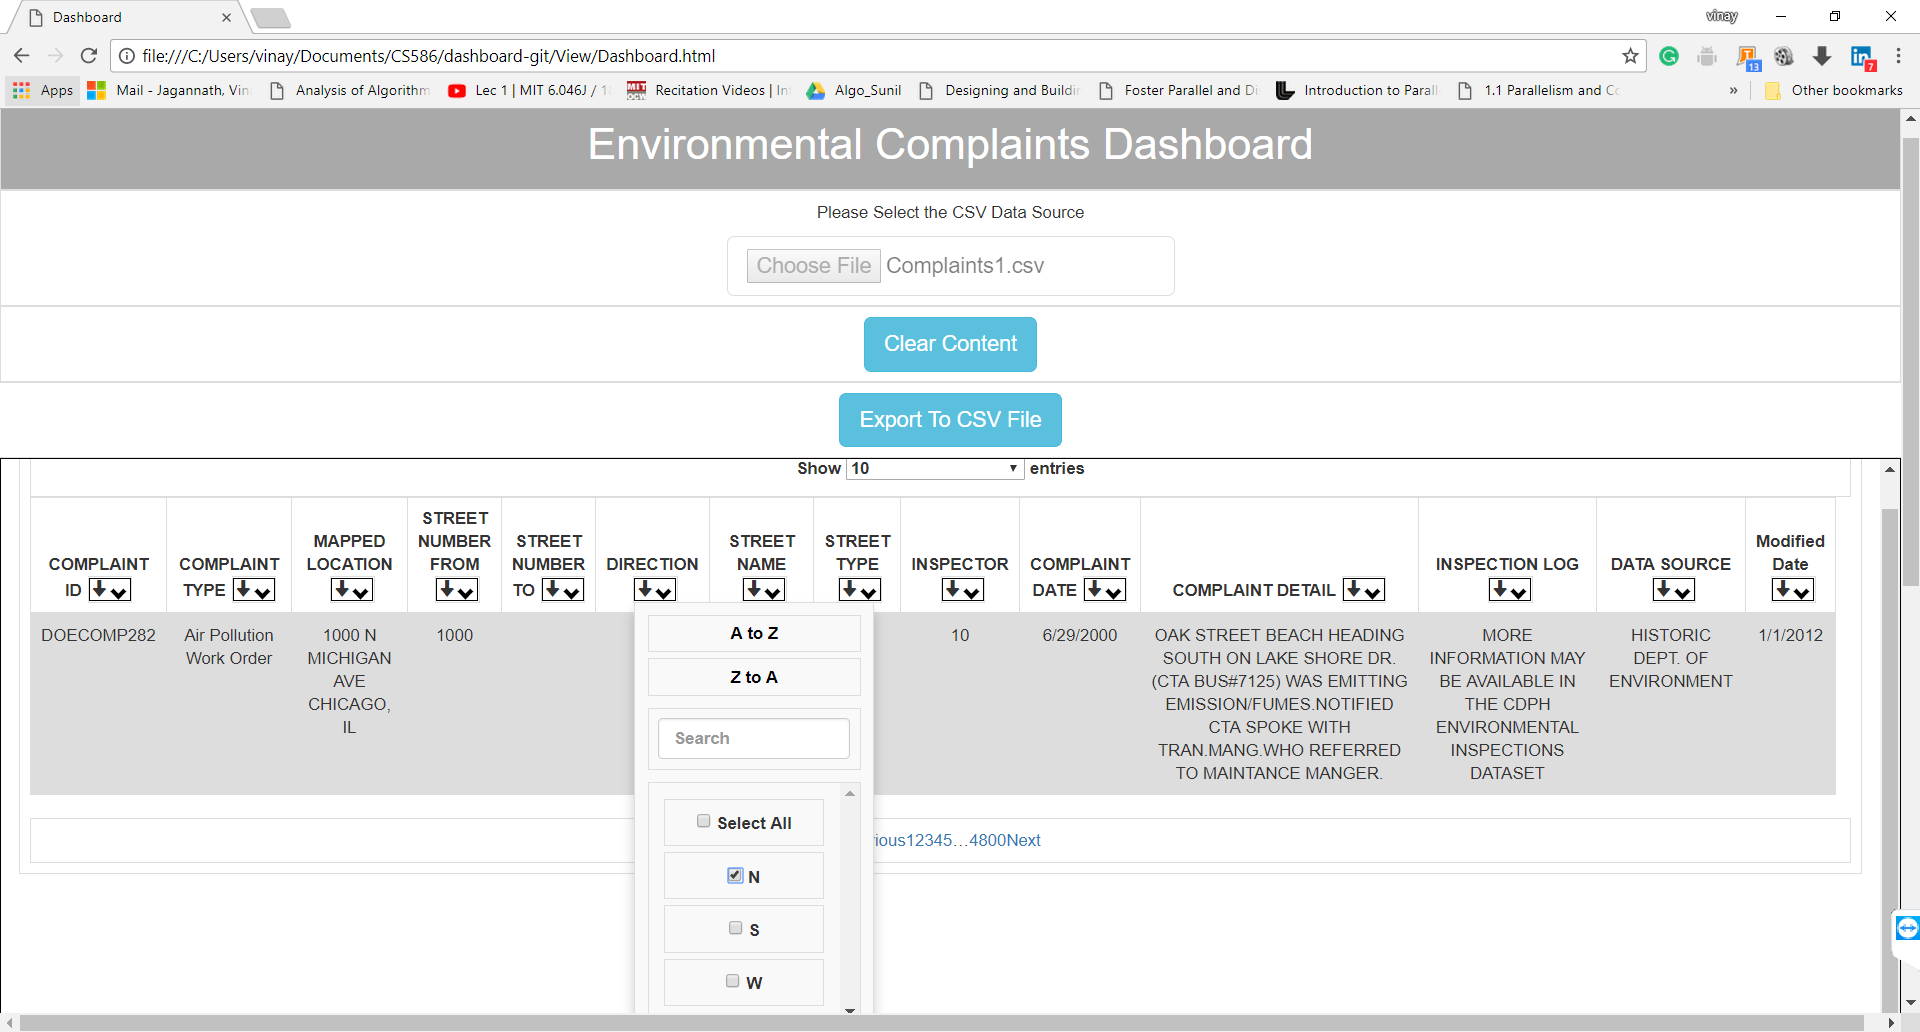 Dashboard
vinay
file:///C:/Users/vinay/Documents/CS586/dashboard-git/View/Dashboard.html
13
7
Apps
Mail - Jagannath, Vin
Analysis of Algorithm
Lec 1 | MIT 6.046J / 1
Recitation Videos | In
Algo_Sunil
Designing and Buildi
Foster Parallel and Di
Introduction to Parall
1.1 Parallelism and Co
»
Other bookmarks
Environmental Complaints Dashboard
Please Select the CSV Data Source
Choose File Complaints1.csv
Clear Content
Export To CSV File
Show 10 entries
COMPLAINT
ID
COMPLAINT
TYPE
MAPPED
LOCATION
STREET
NUMBER
FROM
STREET
NUMBER
TO
DIRECTION
STREET
NAME
STREET
TYPE
INSPECTOR
COMPLAINT
DATE
COMPLAINT DETAIL
INSPECTION LOG
DATA SOURCE
Modified
Date
DOECOMP282
Air Pollution
Work Order
1000 N
MICHIGAN
AVE
CHICAGO,
IL
1000
10
6/29/2000
OAK STREET BEACH HEADING
SOUTH ON LAKE SHORE DR.
(CTA BUS#7125) WAS EMITTING
EMISSION/FUMES.NOTIFIED
CTA SPOKE WITH
TRAN.MANG.WHO REFERRED
TO MAINTANCE MANGER.
MORE
INFORMATION MAY
BE AVAILABLE IN
THE CDPH
ENVIRONMENTAL
INSPECTIONS
DATASET
HISTORIC
DEPT. OF
ENVIRONMENT
1/1/2012
A to Z
Z to A
Search
Select All
N
S
W
ious12345…4800Next